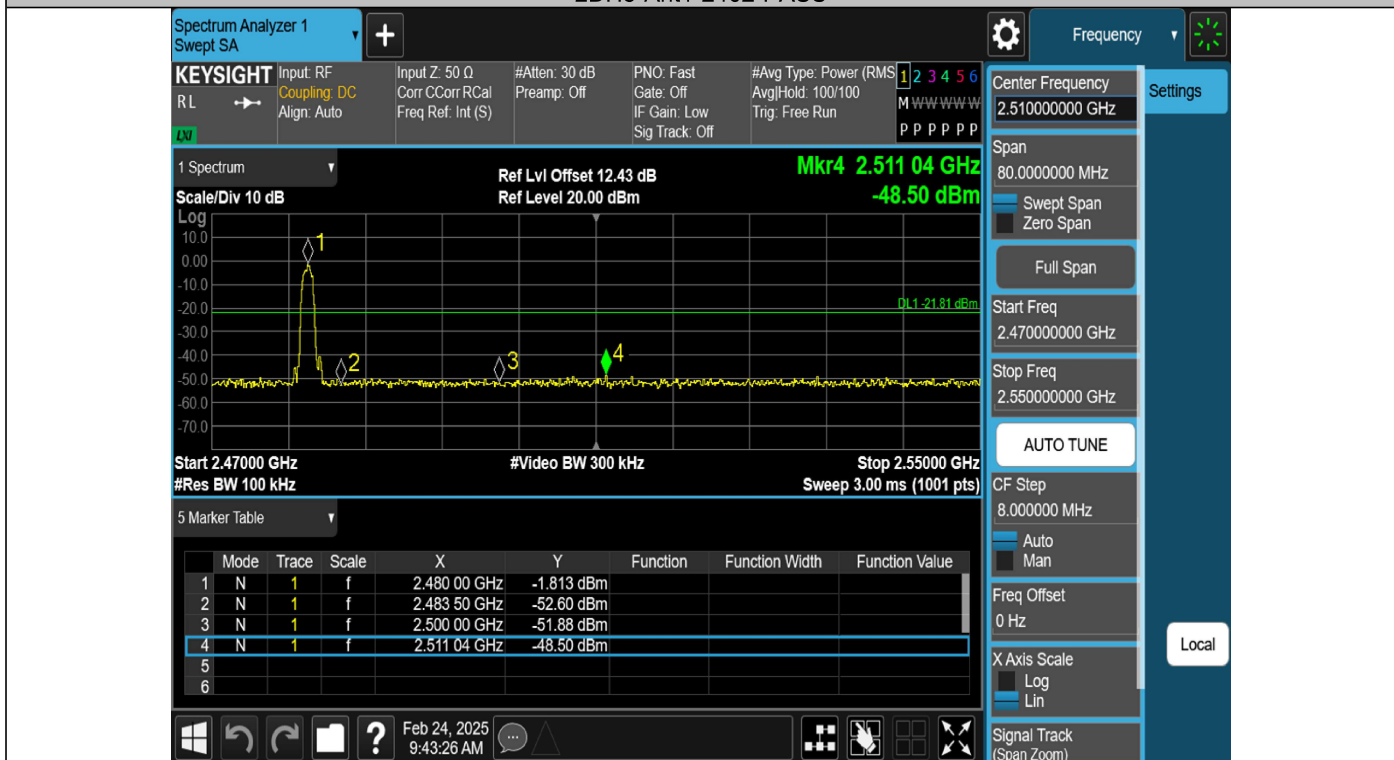 Spectrum Analyzer 1
Swept SA
+
Frequency
KEYSIGHT
RL
LXI
Input: RF
Coupling: DC
Align: Auto
Input Z: 50 Ω
Corr CCorr RCal
Freq Ref: Int (S)
#Atten: 30 dB
Preamp: Off
PNO: Fast
Gate: Off
IF Gain: Low
Sig Track: Off
#Avg Type: Power (RMS
Avg|Hold: 100/100
Trig: Free Run
1 2 3 4 5 6
M W W W W W
P P P P P P
1 Spectrum
Scale/Div 10 dB
Ref Lvl Offset 12.43 dB
Ref Level 20.00 dBm
Mkr4 2.511 04 GHz
-48.50 dBm
Log
10.0
0.00
-10.0
-20.0
-30.0
-40.0
-50.0
-60.0
-70.0
1
2
3
4
DL1 -21.81 dBm
Start 2.47000 GHz
#Video BW 300 kHz
Stop 2.55000 GHz
#Res BW 100 kHz
Sweep 3.00 ms (1001 pts)
5 Marker Table
Mode Trace Scale X Y Function Function Width Function Value
1 N 1 f 2.480 00 GHz -1.813 dBm
2 N 1 f 2.483 50 GHz -52.60 dBm
3 N 1 f 2.500 00 GHz -51.88 dBm
4 N 1 f 2.511 04 GHz -48.50 dBm
5
6
?
Feb 24, 2025
9:43:26 AM
Center Frequency
2.510000000 GHz
Settings
Span
80.0000000 MHz
Swept Span
Zero Span
Full Span
Start Freq
2.470000000 GHz
Stop Freq
2.550000000 GHz
AUTO TUNE
CF Step
8.000000 MHz
Auto
Man
Freq Offset
0 Hz
X Axis Scale
Log
Lin
Local
Signal Track
(Span Zoom)